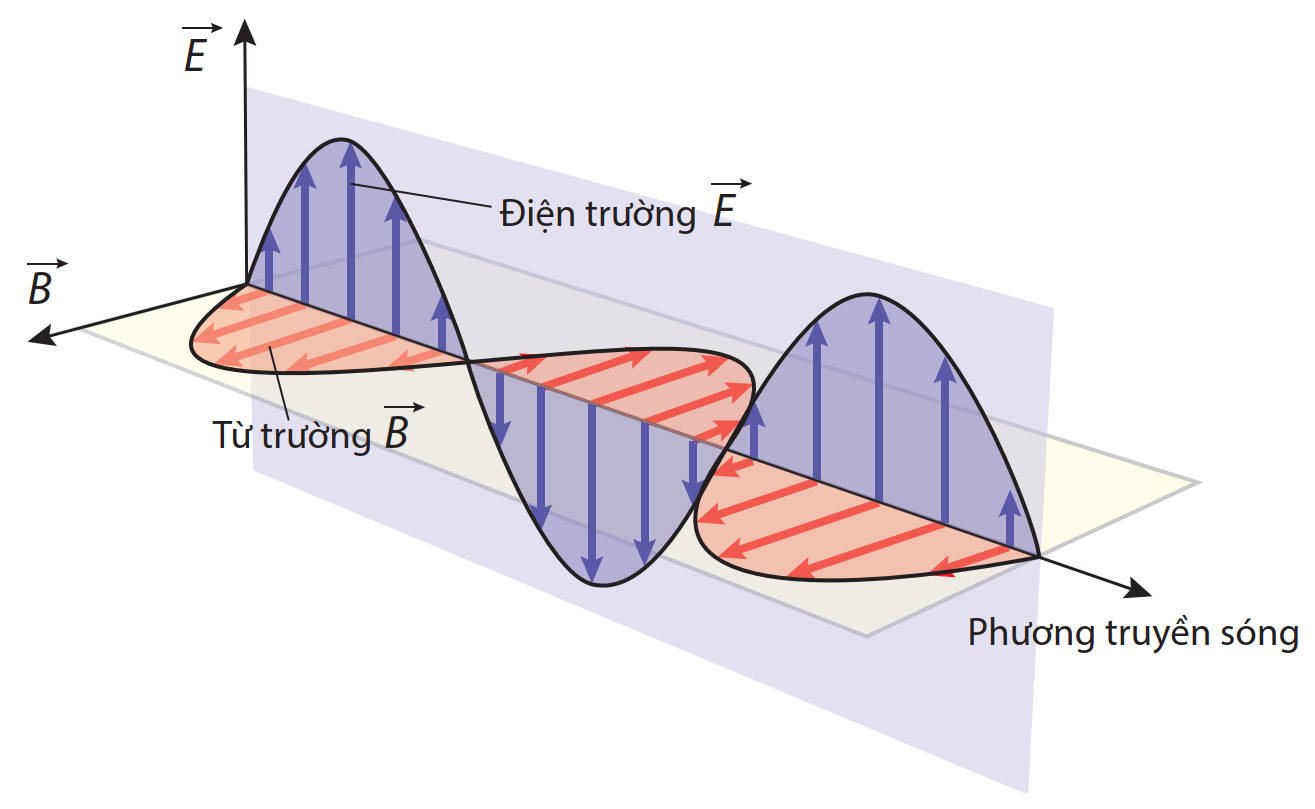 E
Điện trường E
B
Từ trường B
Phương truyền sóng